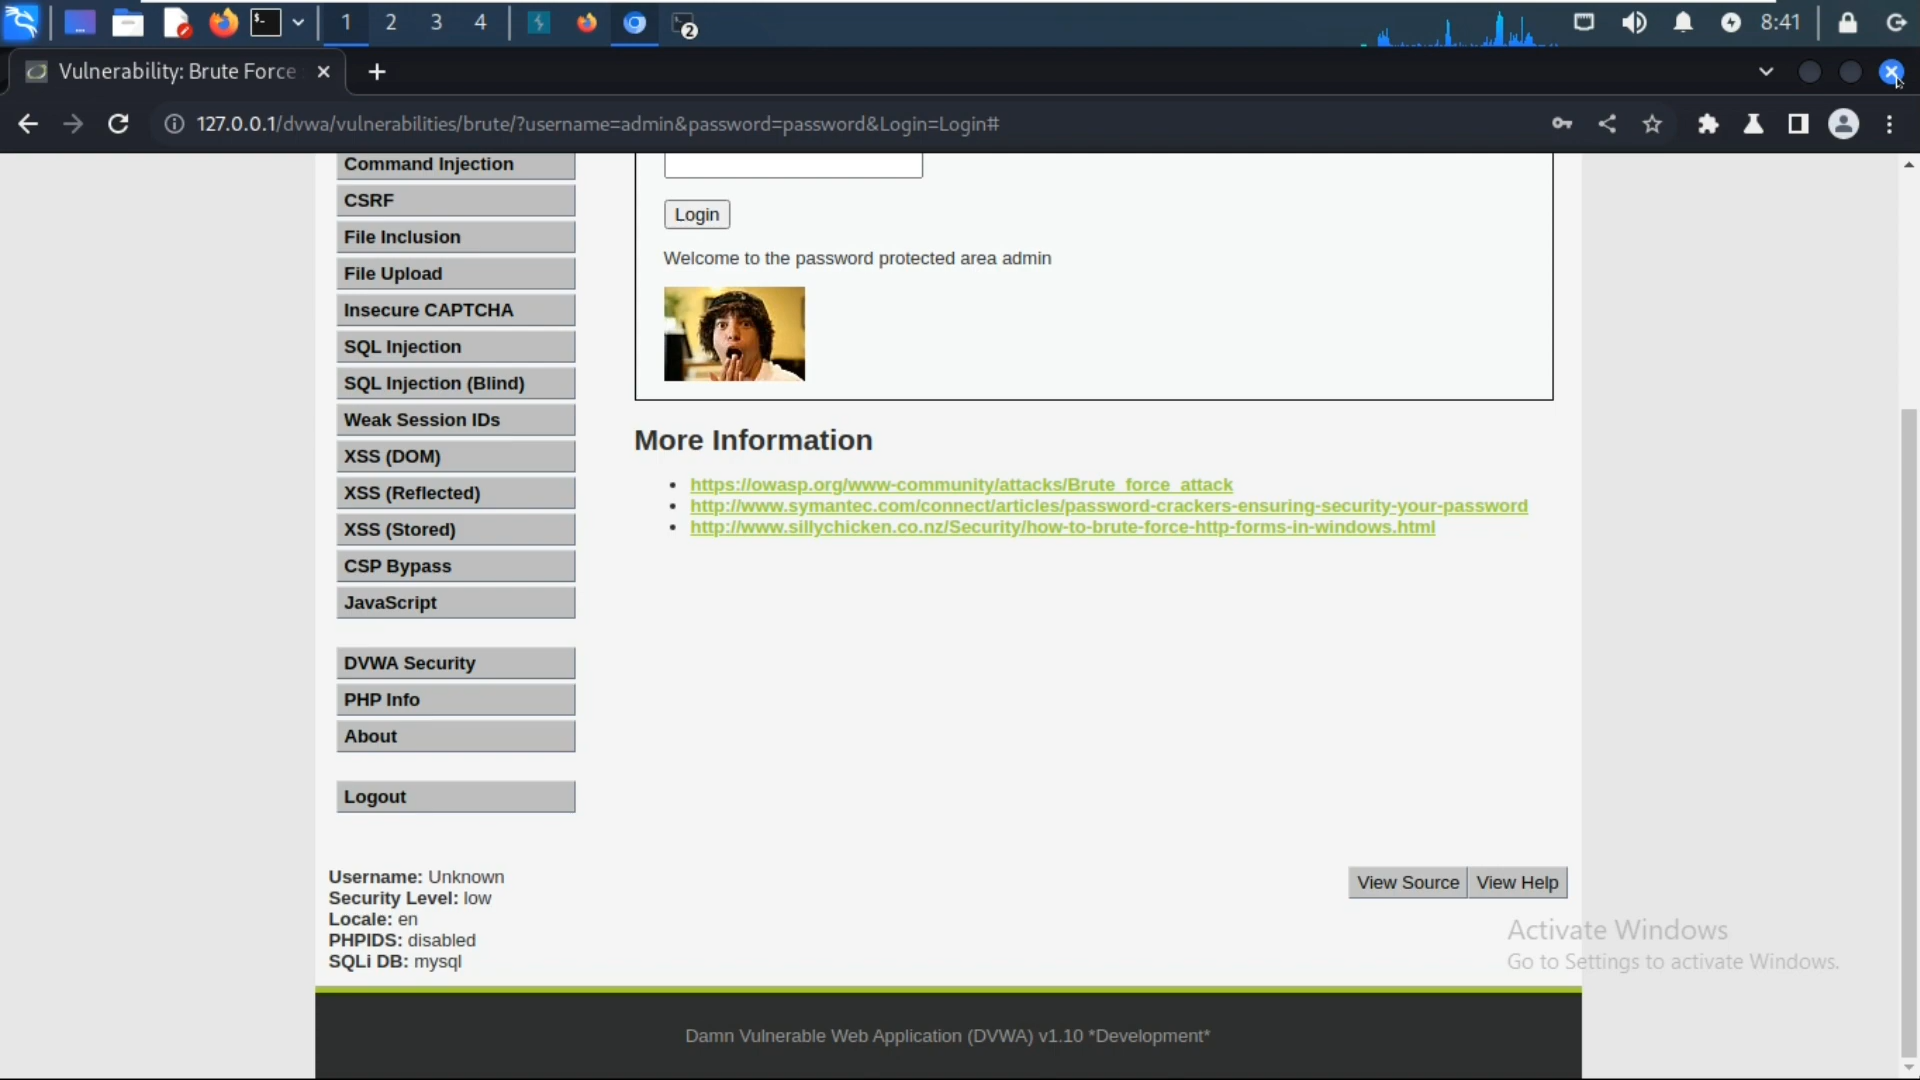 1 2 3 4 2 8:41
Vulnerability: Brute Force
127.0.0.1/dvwa/vulnerabilities/brute/?username=admin&password=password&Login=Login#
Command Injection
CSRF
File Inclusion
File Upload
Insecure CAPTCHA
SQL Injection
SQL Injection (Blind)
Weak Session IDs
XSS (DOM)
XSS (Reflected)
XSS (Stored)
CSP Bypass
JavaScript
DVWA Security
PHP Info
About
Logout
Login
Welcome to the password protected area admin
More Information
https://owasp.org/www-community/attacks/Brute_force_attack
http://www.symantec.com/connect/articles/password-crackers-ensuring-security-your-password
http://www.sillychicken.co.nz/Security/how-to-brute-force-http-forms-in-windows.html
Username: Unknown
Security Level: low
Locale: en
PHPIDS: disabled
SQLi DB: mysql
View Source View Help
Activate Windows
Go to Settings to activate Windows.
Damn Vulnerable Web Application (DVWA) v1.10 *Development*